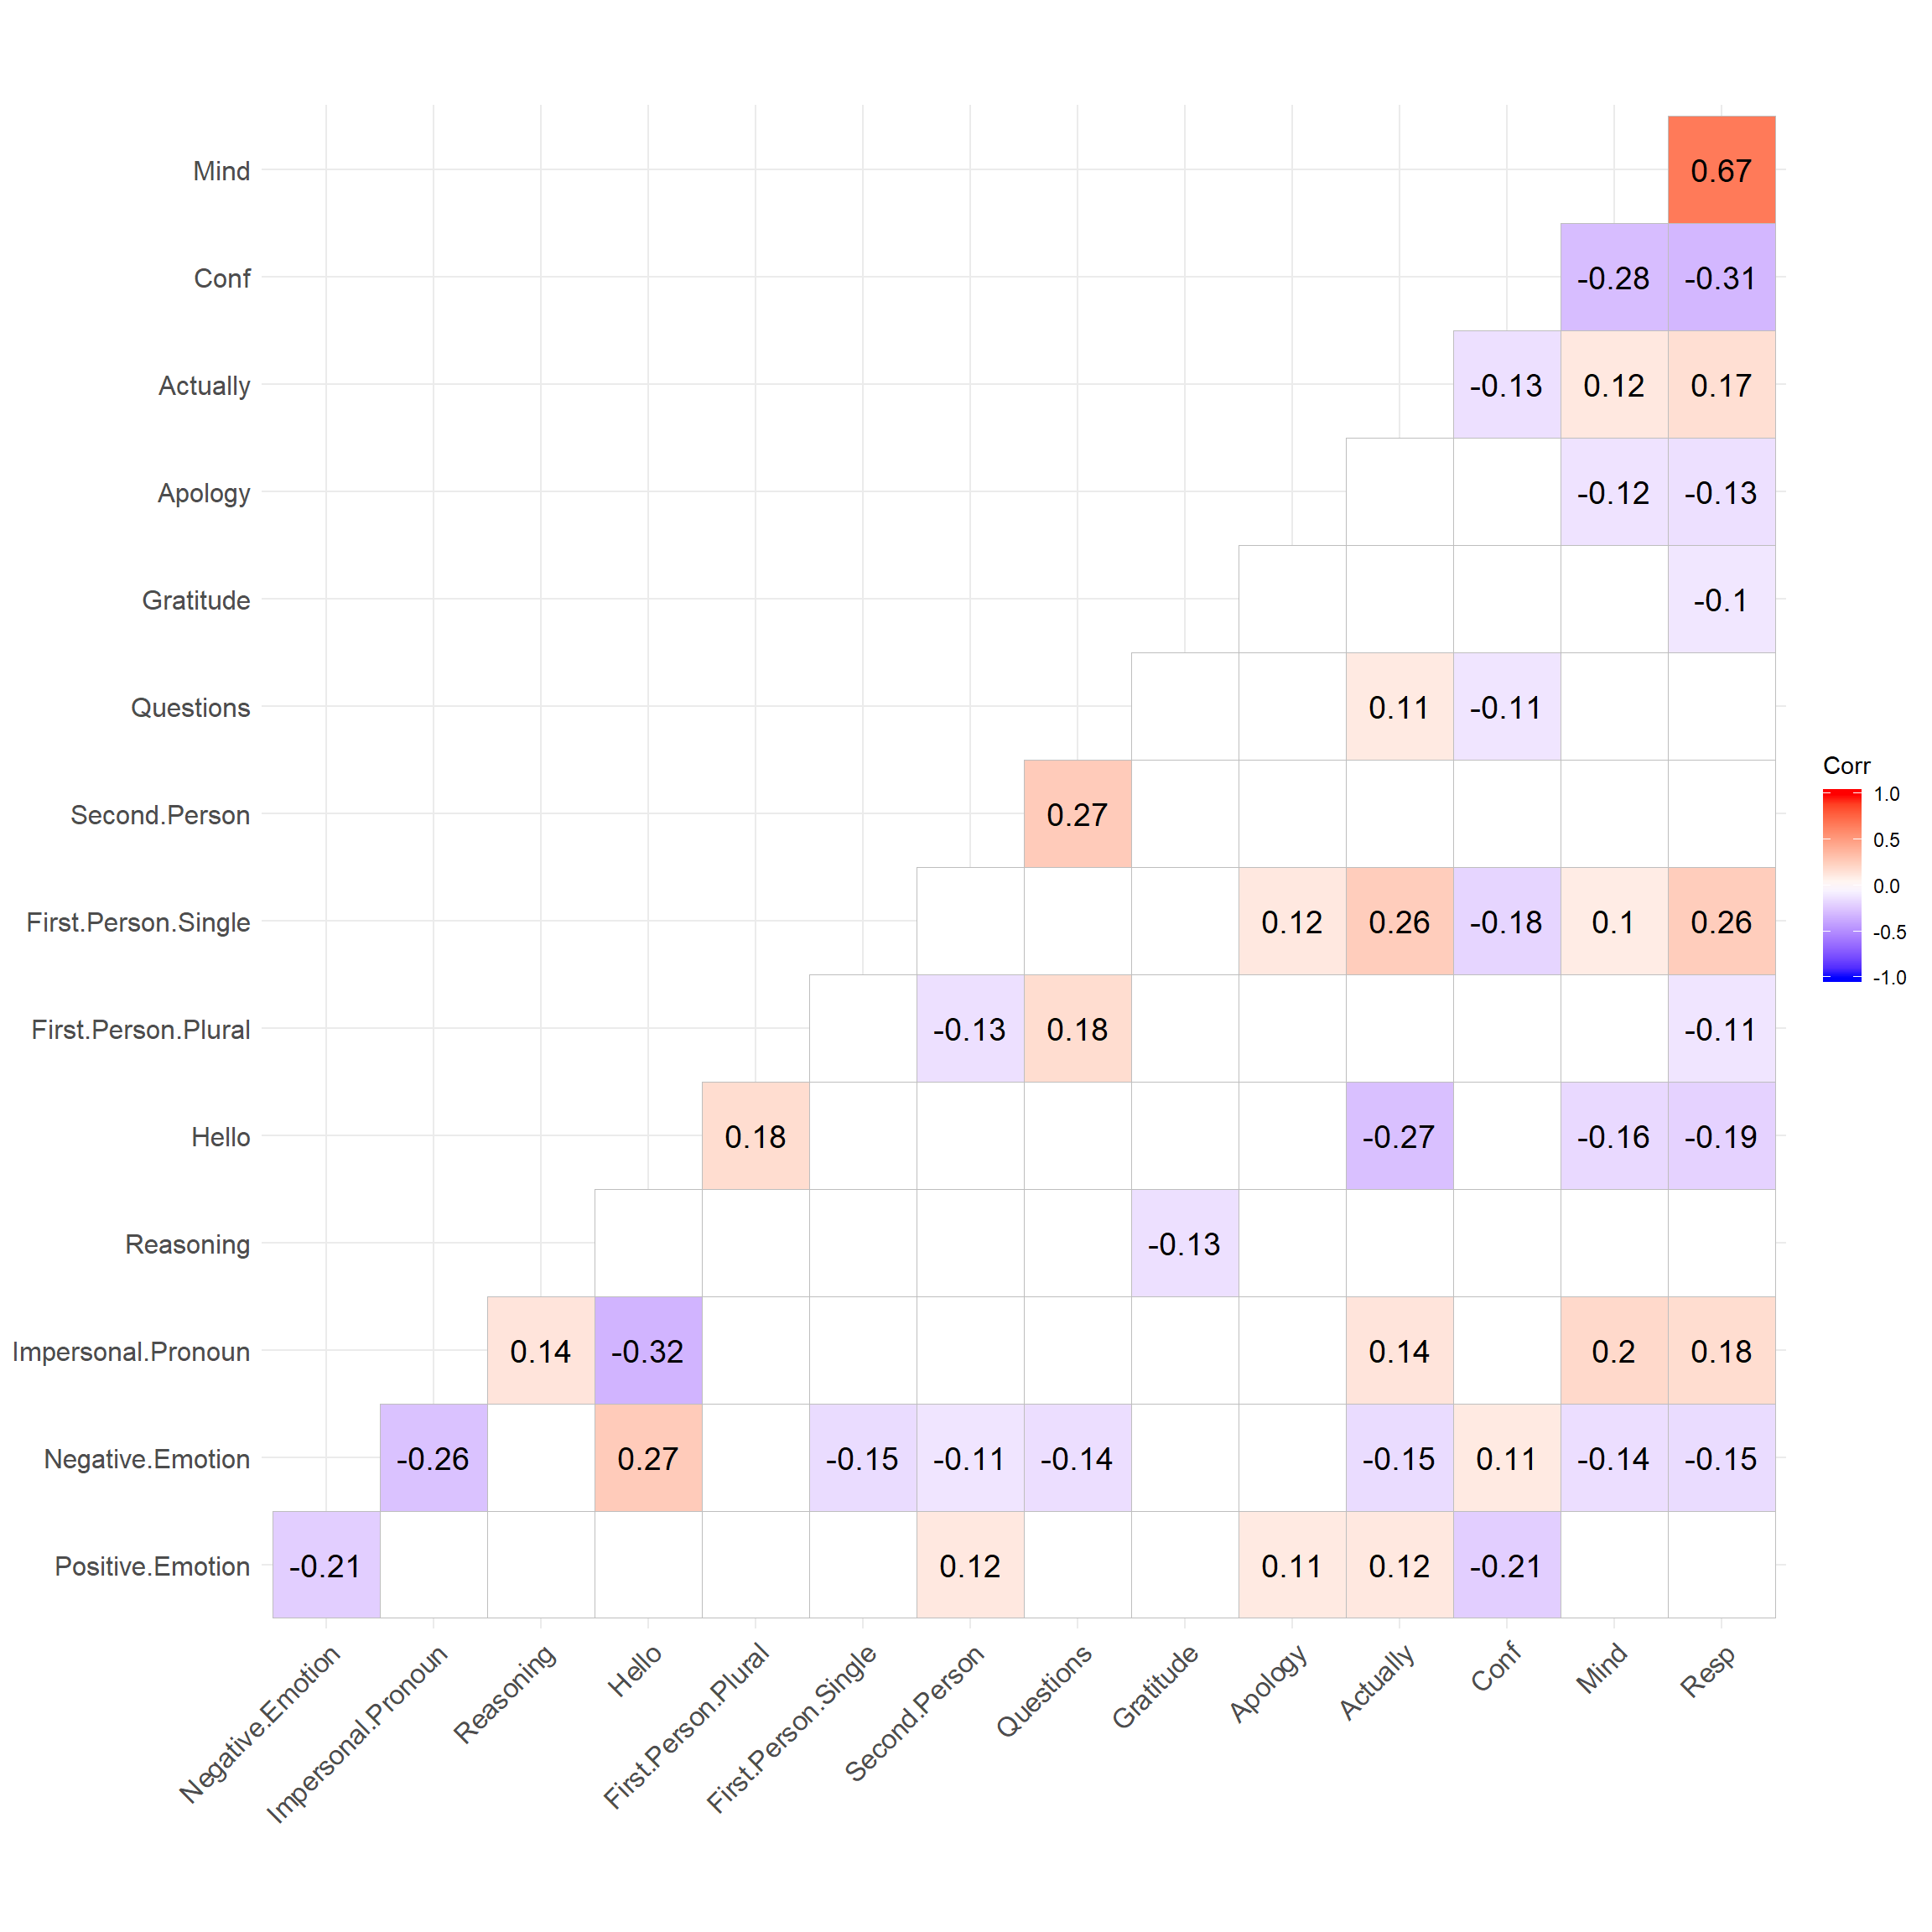 Mind 0.67
Conf -0.28 -0.31
Actually -0.13 0.12 0.17
Apology -0.12 -0.13
Gratitude -0.1
Questions 0.11 -0.11
Second.Person 0.27
First.Person.Single 0.12 0.26 -0.18 0.1 0.26
First.Person.Plural -0.13 0.18 -0.11
Hello 0.18 -0.27 -0.16 -0.19
Reasoning -0.13
Impersonal.Pronoun 0.14 -0.32 0.14 0.2 0.18
Negative.Emotion -0.26 0.27 -0.15 -0.11 -0.14 -0.15 0.11 -0.14 -0.15
Positive.Emotion -0.21 0.12 0.11 0.12 -0.21
Negative.Emotion
Impersonal.Pronoun
Reasoning
Hello
First.Person.Plural
First.Person.Single
Second.Person
Questions
Gratitude
Apology
Actually
Conf
Mind
Resp
Corr
1.0
0.5
0.0
-0.5
-1.0